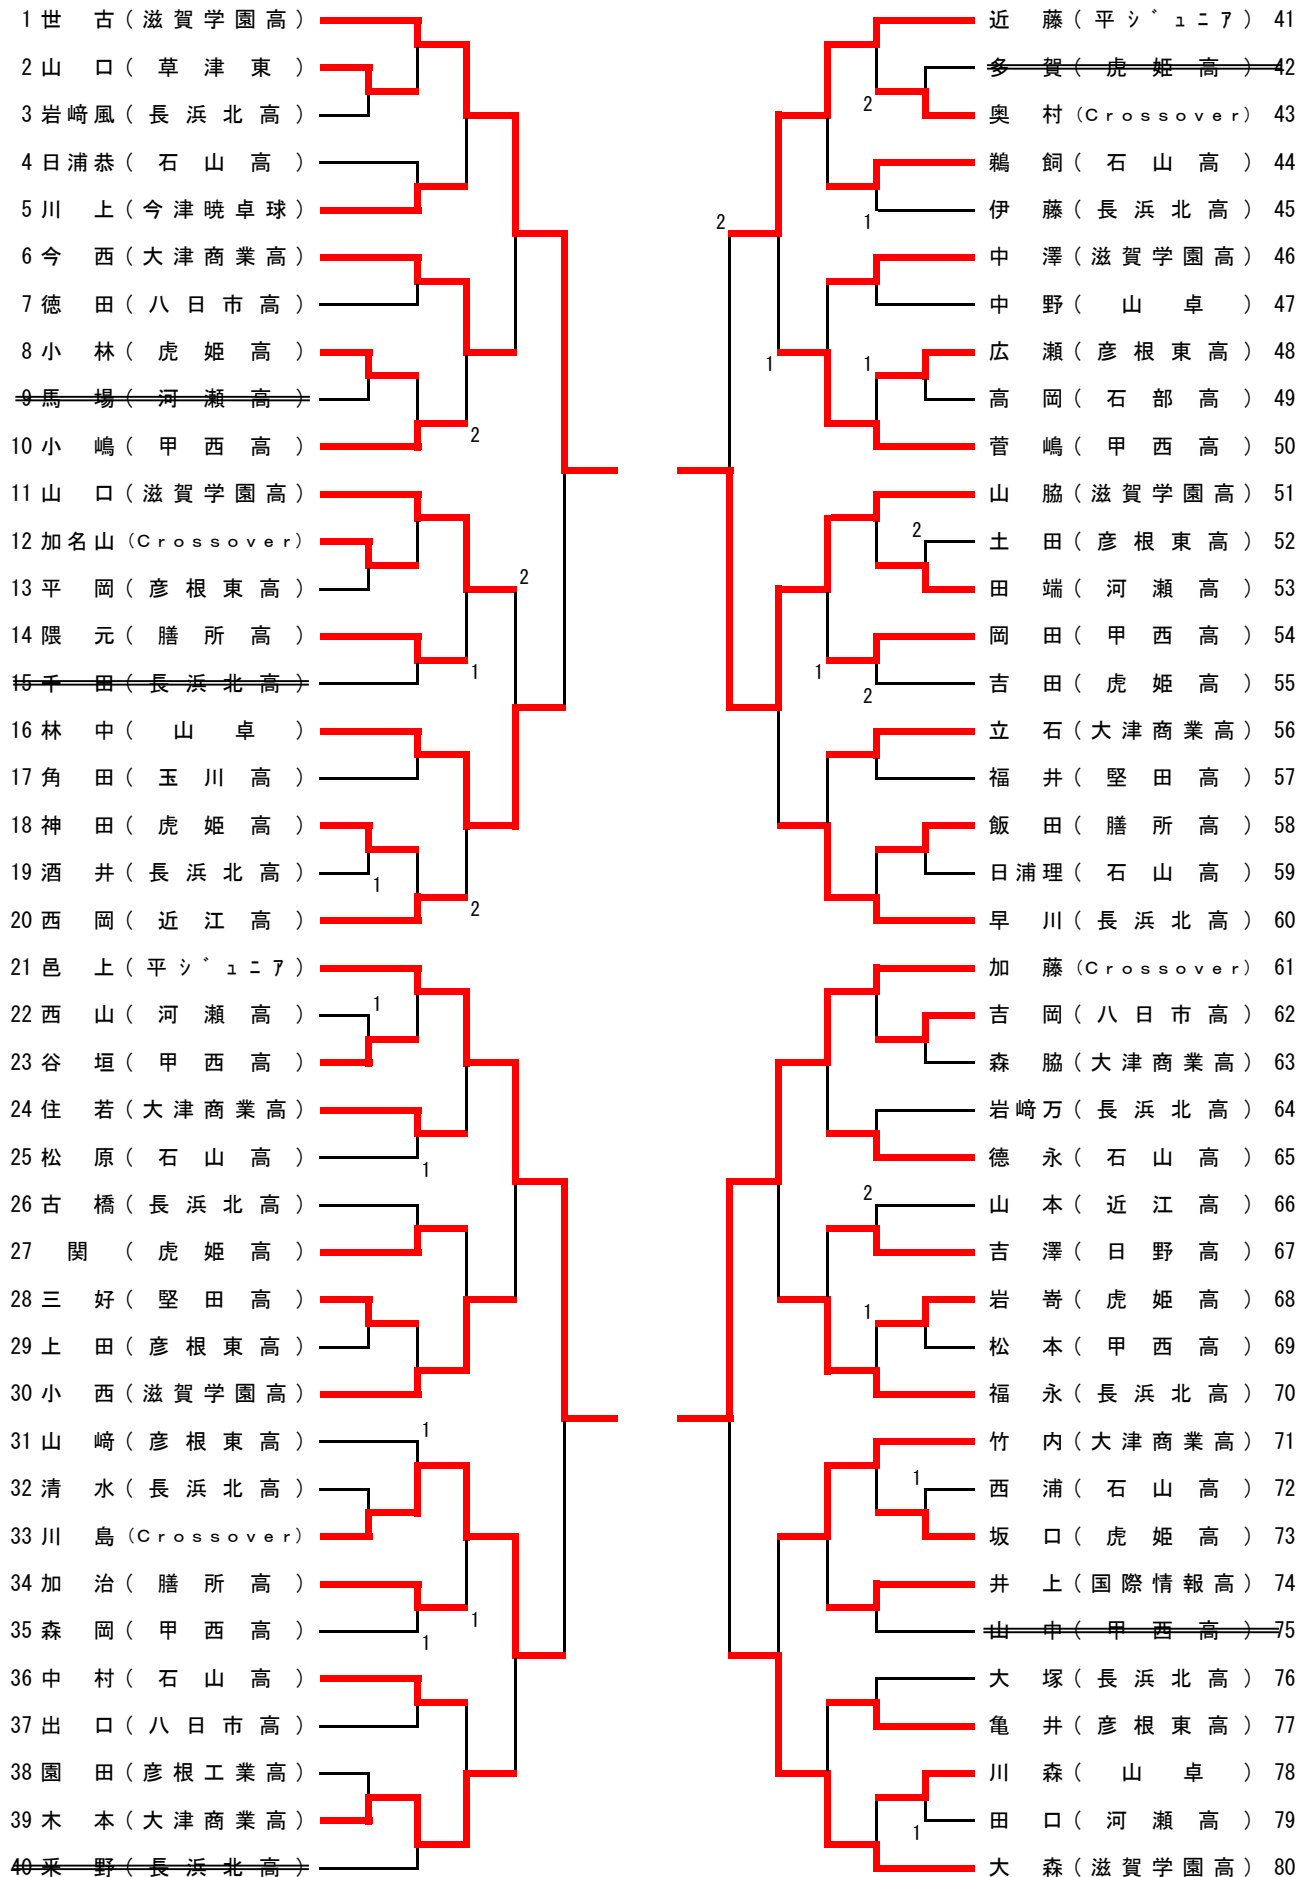 1 世古（滋賀学園高）
2 山口（草津東）
3 岩﨑風（長浜北高）
4 日浦恭（石山高）
5 川上（今津暁卓球）
6 今西（大津商業高）
7 徳田（八日市高）
8 小林（虎姫高）
9 馬場（河瀬高）
10 小嶋（甲西高）
2
11 山口（滋賀学園高）
12 加名山（Crossover）
13 平岡（彦根東高）
2
14 隈元（膳所高）
15 千田（長浜北高）
1
16 林中（山卓）
17 角田（玉川高）
18 神田（虎姫高）
19 酒井（長浜北高）
1
20 西岡（近江高）
2
21 邑上（平ｼﾞｭﾆｱ）
22 西山（河瀬高）
1
23 谷垣（甲西高）
24 住若（大津商業高）
25 松原（石山高）
1
26 古橋（長浜北高）
27 関（虎姫高）
28 三好（堅田高）
29 上田（彦根東高）
30 小西（滋賀学園高）
31 山﨑（彦根東高）
1
32 清水（長浜北高）
33 川島（Crossover）
34 加治（膳所高）
35 森岡（甲西高）
1
1
36 中村（石山高）
37 出口（八日市高）
38 園田（彦根工業高）
39 木本（大津商業高）
40 采野（長浜北高）
近藤（平ｼﾞｭﾆｱ） 41
多賀（虎姫高） 42
2
奥村（Crossover） 43
鵜飼（石山高） 44
伊藤（長浜北高） 45
1
2
中澤（滋賀学園高） 46
中野（山卓） 47
広瀬（彦根東高） 48
1
1
高岡（石部高） 49
菅嶋（甲西高） 50
山脇（滋賀学園高） 51
2
土田（彦根東高） 52
田端（河瀬高） 53
岡田（甲西高） 54
1
吉田（虎姫高） 55
2
立石（大津商業高） 56
福井（堅田高） 57
飯田（膳所高） 58
日浦理（石山高） 59
早川（長浜北高） 60
加藤（Crossover） 61
吉岡（八日市高） 62
森脇（大津商業高） 63
岩﨑万（長浜北高） 64
德永（石山高） 65
2
山本（近江高） 66
吉澤（日野高） 67
岩嵜（虎姫高） 68
1
松本（甲西高） 69
福永（長浜北高） 70
竹内（大津商業高） 71
1
西浦（石山高） 72
坂口（虎姫高） 73
井上（国際情報高） 74
山中（甲西高） 75
大塚（長浜北高） 76
亀井（彦根東高） 77
川森（山卓） 78
田口（河瀬高） 79
1
大森（滋賀学園高） 80